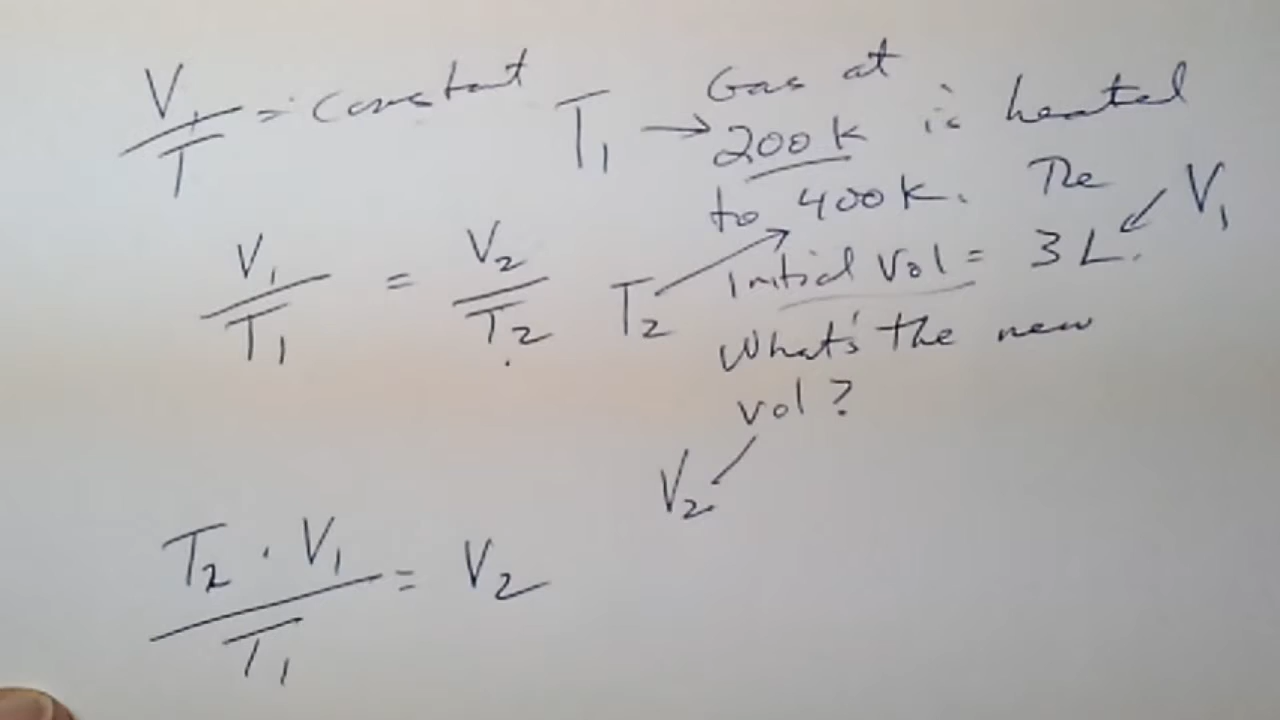 V/T = constant
T₁ → Gas at
200 K is heated
to 400 K. The
T₂ Initial Vol = 3 L. V₁
What's the new
vol?
V₂
V₁/T₁ = V₂/T₂
T₂ · V₁/T₁ = V₂